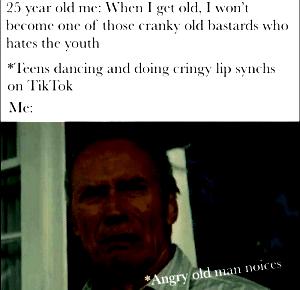 25 year old me: When I get old, I won't
become one of those cranky old bastards who
hates the youth
*Teens dancing and doing cringy lip synchs
on TikTok
Me:
*Angry old man noices